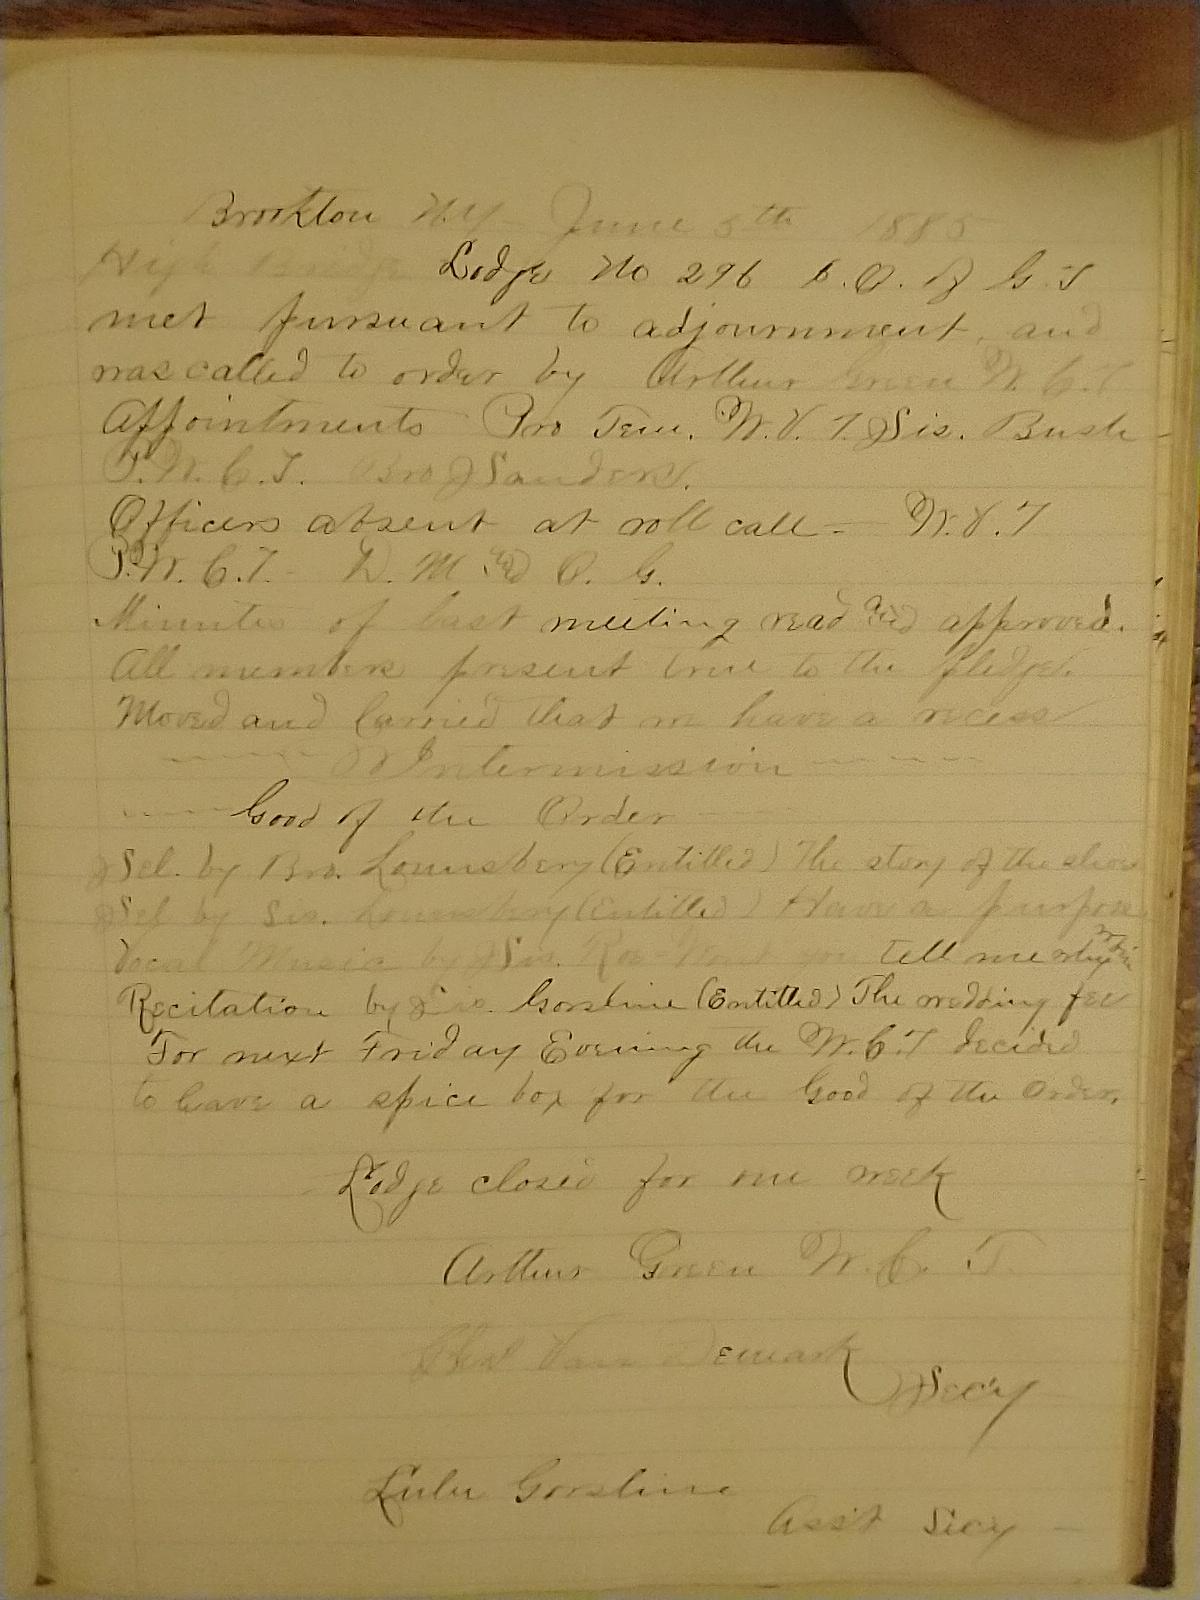 Brookton N.Y. June 5th 1885
High Bridge Lodge No 296 I.O. of G.T
met pursuant to adjournment, and
was called to order by Arthur Green W.C.T
Appointments Pro Tem. W.V.T. Sis. Bush
P.W.C.T. Bro Sanders.
Officers absent at roll call - W.V.T
P.W.C.T. - D.M. and O.G.
Minutes of last meeting read and approved.
All members present true to the pledge.
Moved and Carried that we have a recess
Intermission
Good of the Order
Sel. by Bro. Lounsbery (Entitled) The story of the
Sel by Sis. Lounsbery (Entitled) Have a purpose
Vocal Music by Sis. Roe - Wont you tell me why Robin
Recitation by Sis. Gorsline (Entitled) The wedding fee
For next Friday Evening the W.C.T decided
to have a spice box for the Good of the Order.
Lodge closed for one week
Arthur Green W.C.T.
Van Demark
Secy
Lulu Gorsline
Ass't Secy